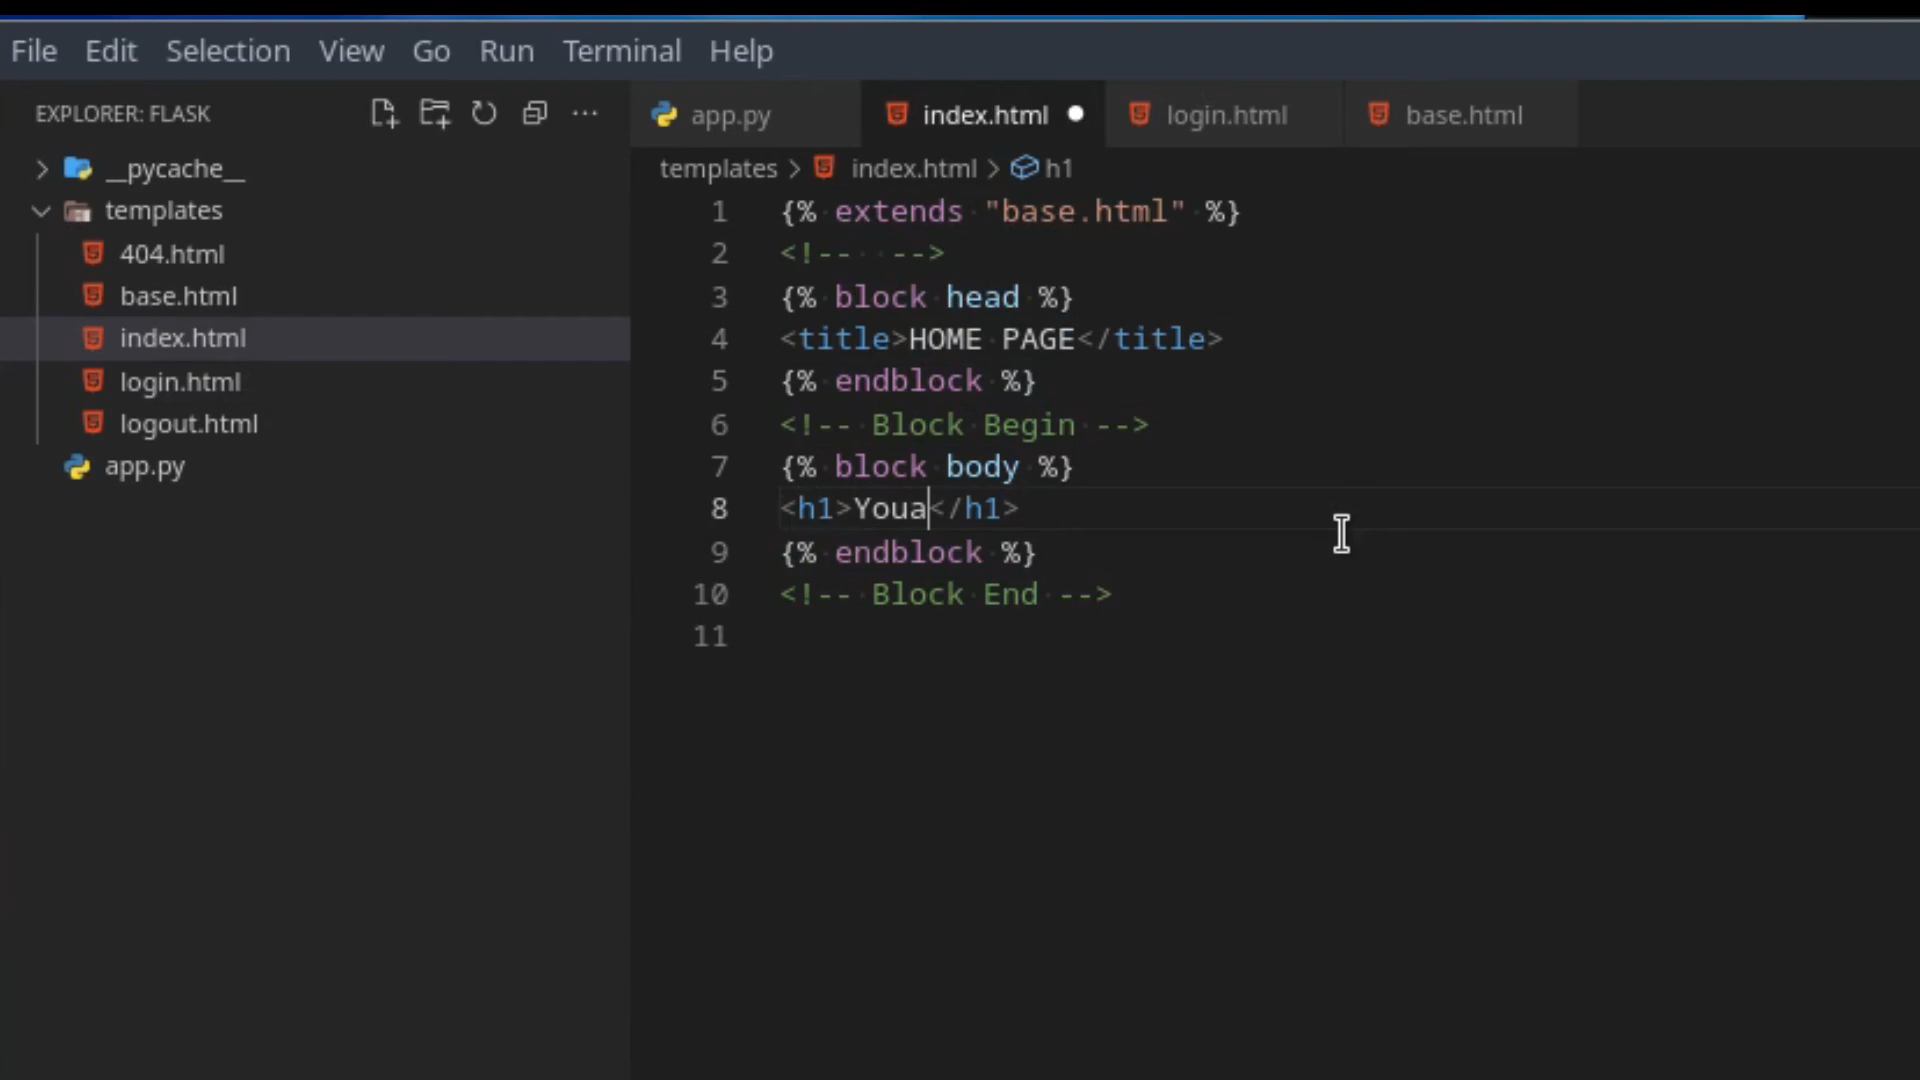 File Edit Selection View Go Run Terminal Help
EXPLORER: FLASK
__pycache__
templates
404.html
base.html
index.html
login.html
logout.html
app.py
app.py index.html login.html base.html
templates > index.html > h1
1 {% extends "base.html" %}
2 <!--  -->
3 {% block head %}
4 <title>HOME PAGE</title>
5 {% endblock %}
6 <!-- Block Begin -->
7 {% block body %}
8 <h1>Youa</h1>
9 {% endblock %}
10 <!-- Block End -->
11